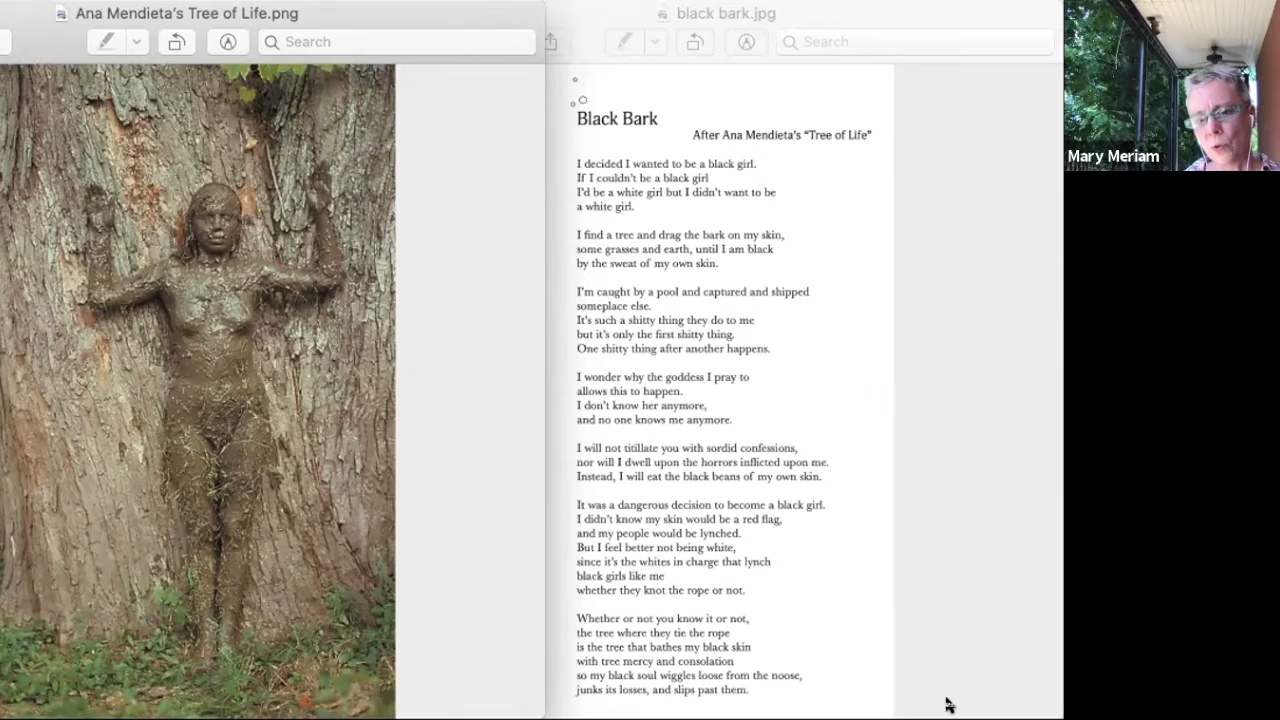 Ana Mendieta's Tree of Life.png
black bark.jpg
Search
Search
Mary Meriam
Black Bark
After Ana Mendieta's "Tree of Life"
I decided I wanted to be a black girl.
If I couldn't be a black girl
I'd be a white girl but I didn't want to be
a white girl.
I find a tree and drag the bark on my skin,
some grasses and earth, until I am black
by the sweat of my own skin.
I'm caught by a pool and captured and shipped
someplace else.
It's such a shitty thing they do to me
but it's only the first shitty thing.
One shitty thing after another happens.
I wonder why the goddess I pray to
allows this to happen.
I don't know her anymore,
and no one knows me anymore.
I will not titillate you with sordid confessions,
nor will I dwell upon the horrors inflicted upon me.
Instead, I will eat the black beans of my own skin.
It was a dangerous decision to become a black girl.
I didn't know my skin would be a red flag,
and my people would be lynched.
But I feel better not being white,
since it's the whites in charge that lynch
black girls like me
whether they knot the rope or not.
Whether or not you know it or not,
the tree where they tie the rope
is the tree that bathes my black skin
with tree mercy and consolation
so my black soul wiggles loose from the noose,
junks its losses, and slips past them.